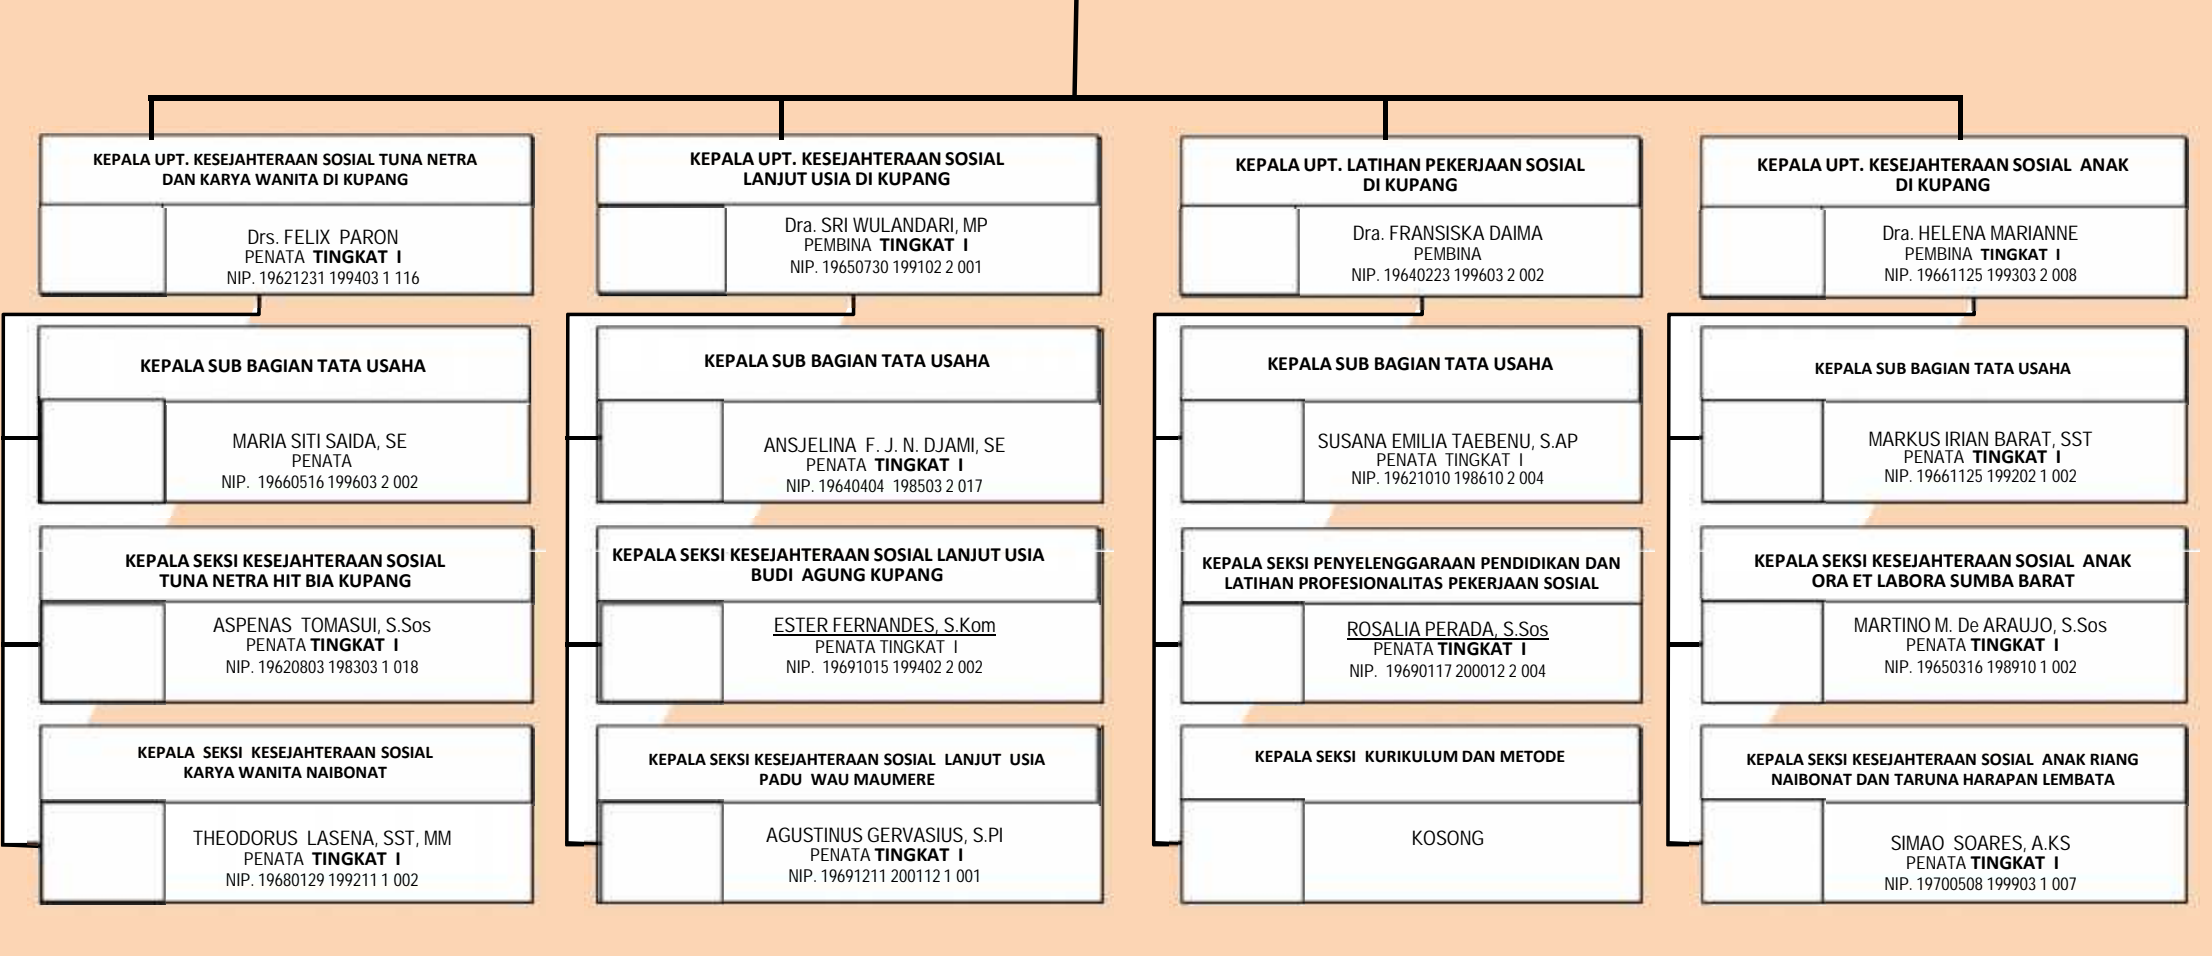 KEPALA UPT. KESEJAHTERAAN SOSIAL TUNA NETRA
DAN KARYA WANITA DI KUPANG
Drs. FELIX PARON
PENATA TINGKAT I
NIP. 19621231 199403 1 116
KEPALA SUB BAGIAN TATA USAHA
MARIA SITI SAIDA, SE
PENATA
NIP. 19660516 199603 2 002
KEPALA SEKSI KESEJAHTERAAN SOSIAL
TUNA NETRA HIT BIA KUPANG
ASPENAS TOMASUI, S.Sos
PENATA TINGKAT I
NIP. 19620803 198303 1 018
KEPALA SEKSI KESEJAHTERAAN SOSIAL
KARYA WANITA NAIBONAT
THEODORUS LASENA, SST, MM
PENATA TINGKAT I
NIP. 19680129 199211 1 002
KEPALA UPT. KESEJAHTERAAN SOSIAL
LANJUT USIA DI KUPANG
Dra. SRI WULANDARI, MP
PEMBINA TINGKAT I
NIP. 19650730 199102 2 001
KEPALA SUB BAGIAN TATA USAHA
ANSJELINA F. J. N. DJAMI, SE
PENATA TINGKAT I
NIP. 19640404 198503 2 017
KEPALA SEKSI KESEJAHTERAAN SOSIAL LANJUT USIA
BUDI AGUNG KUPANG
ESTER FERNANDES, S.Kom
PENATA TINGKAT I
NIP. 19691015 199402 2 002
KEPALA SEKSI KESEJAHTERAAN SOSIAL LANJUT USIA
PADU WAU MAUMERE
AGUSTINUS GERVASIUS, S.PI
PENATA TINGKAT I
NIP. 19691211 200112 1 001
KEPALA UPT. LATIHAN PEKERJAAN SOSIAL
DI KUPANG
Dra. FRANSISKA DAIMA
PEMBINA
NIP. 19640223 199603 2 002
KEPALA SUB BAGIAN TATA USAHA
SUSANA EMILIA TAEBENU, S.AP
PENATA TINGKAT I
NIP. 19621010 198610 2 004
KEPALA SEKSI PENYELENGGARAAN PENDIDIKAN DAN
LATIHAN PROFESIONALITAS PEKERJAAN SOSIAL
ROSALIA PERADA, S.Sos
PENATA TINGKAT I
NIP. 19690117 200012 2 004
KEPALA SEKSI KURIKULUM DAN METODE
KOSONG
KEPALA UPT. KESEJAHTERAAN SOSIAL ANAK
DI KUPANG
Dra. HELENA MARIANNE
PEMBINA TINGKAT I
NIP. 19661125 199303 2 008
KEPALA SUB BAGIAN TATA USAHA
MARKUS IRIAN BARAT, SST
PENATA TINGKAT I
NIP. 19661125 199202 1 002
KEPALA SEKSI KESEJAHTERAAN SOSIAL ANAK
ORA ET LABORA SUMBA BARAT
MARTINO M. De ARAUJO, S.Sos
PENATA TINGKAT I
NIP. 19650316 198910 1 002
KEPALA SEKSI KESEJAHTERAAN SOSIAL ANAK RIANG
NAIBONAT DAN TARUNA HARAPAN LEMBATA
SIMAO SOARES, A.KS
PENATA TINGKAT I
NIP. 19700508 199903 1 007